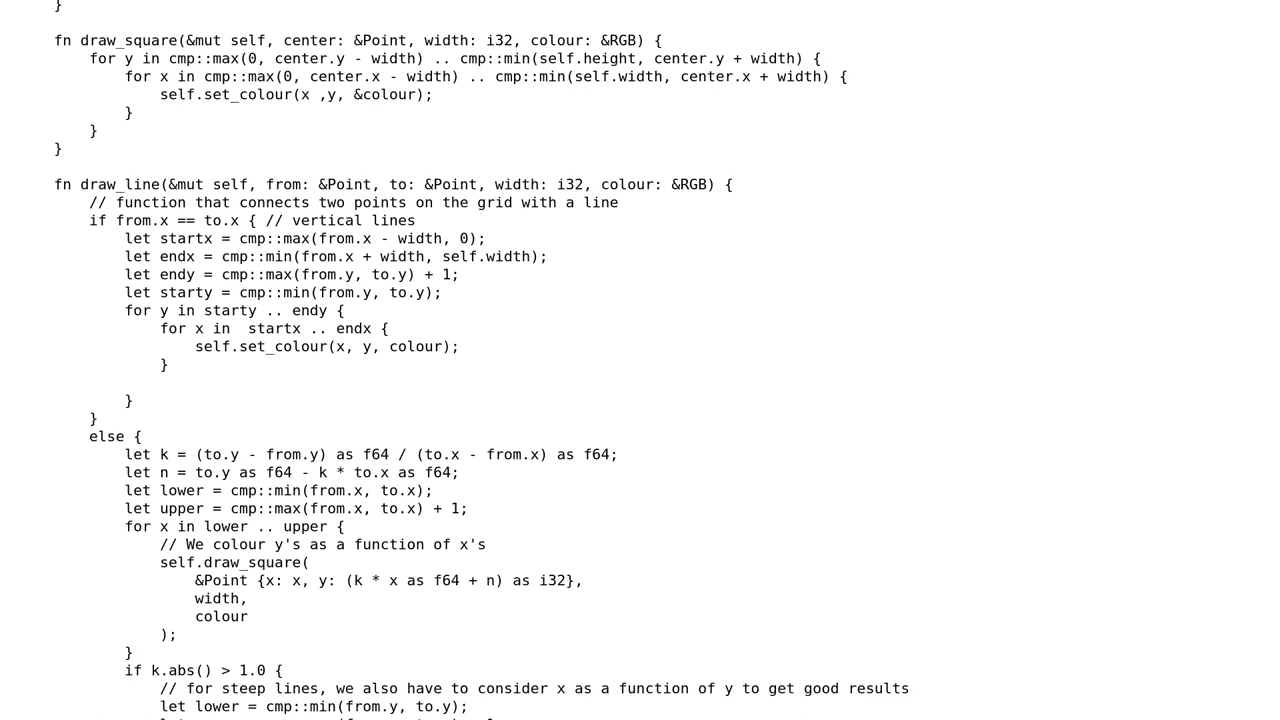 }
fn draw_square(&mut self, center: &Point, width: i32, colour: &RGB) {
for y in cmp::max(0, center.y - width) .. cmp::min(self.height, center.y + width) {
for x in cmp::max(0, center.x - width) .. cmp::min(self.width, center.x + width) {
self.set_colour(x ,y, &colour);
}
}
}
fn draw_line(&mut self, from: &Point, to: &Point, width: i32, colour: &RGB) {
// function that connects two points on the grid with a line
if from.x == to.x { // vertical lines
let startx = cmp::max(from.x - width, 0);
let endx = cmp::min(from.x + width, self.width);
let endy = cmp::max(from.y, to.y) + 1;
let starty = cmp::min(from.y, to.y);
for y in starty .. endy {
for x in  startx .. endx {
self.set_colour(x, y, colour);
}
}
}
else {
let k = (to.y - from.y) as f64 / (to.x - from.x) as f64;
let n = to.y as f64 - k * to.x as f64;
let lower = cmp::min(from.x, to.x);
let upper = cmp::max(from.x, to.x) + 1;
for x in lower .. upper {
// We colour y's as a function of x's
self.draw_square(
&Point {x: x, y: (k * x as f64 + n) as i32},
width,
colour
);
}
if k.abs() > 1.0 {
// for steep lines, we also have to consider x as a function of y to get good results
let lower = cmp::min(from.y, to.y);